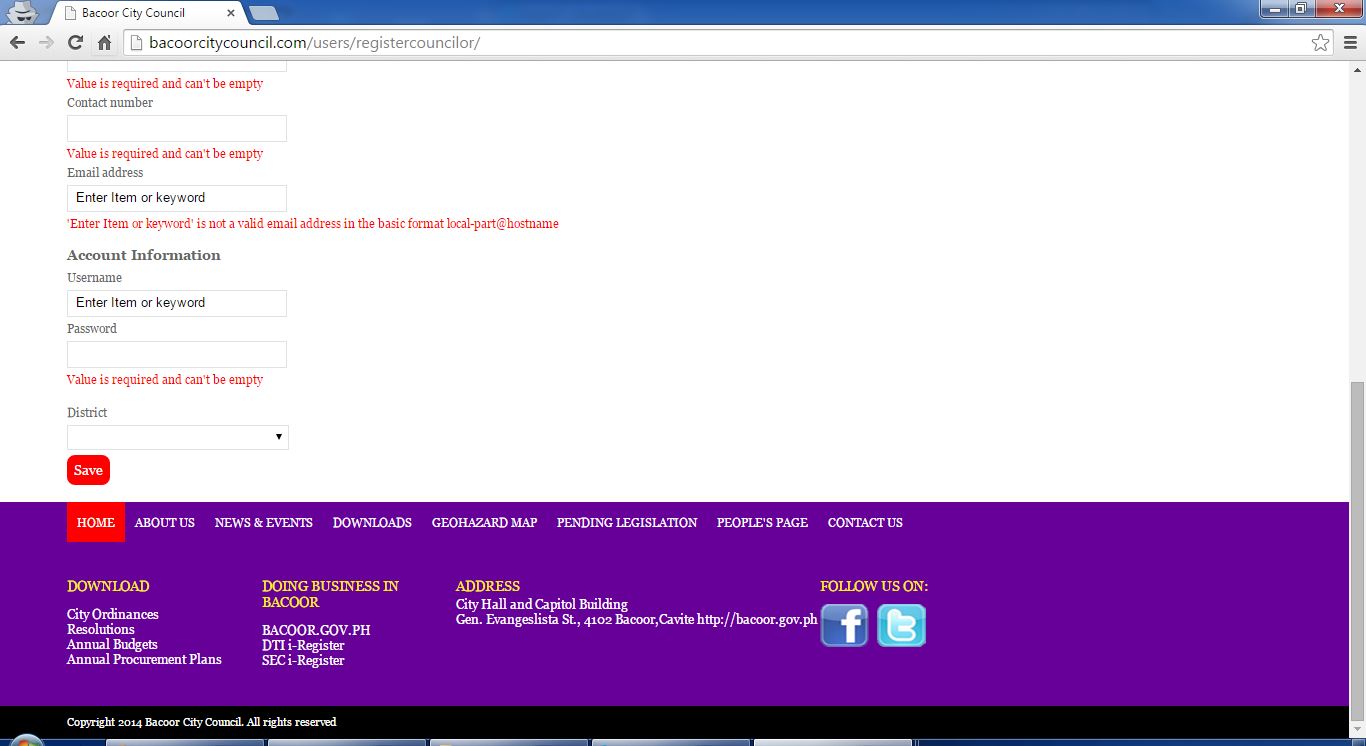 Bacoor City Council
bacoorcitycouncil.com/users/registercouncilor/
Value is required and can't be empty
Contact number
Value is required and can't be empty
Email address
Enter Item or keyword
'Enter Item or keyword' is not a valid email address in the basic format local-part@hostname
Account Information
Username
Enter Item or keyword
Password
Value is required and can't be empty
District
Save
HOME ABOUT US NEWS & EVENTS DOWNLOADS GEOHAZARD MAP PENDING LEGISLATION PEOPLE'S PAGE CONTACT US
DOWNLOAD
City Ordinances
Resolutions
Annual Budgets
Annual Procurement Plans
DOING BUSINESS IN
BACOOR
BACOOR.GOV.PH
DTI i-Register
SEC i-Register
ADDRESS
City Hall and Capitol Building
Gen. Evangeslista St., 4102 Bacoor,Cavite http://bacoor.gov.ph
FOLLOW US ON:
Copyright 2014 Bacoor City Council. All rights reserved